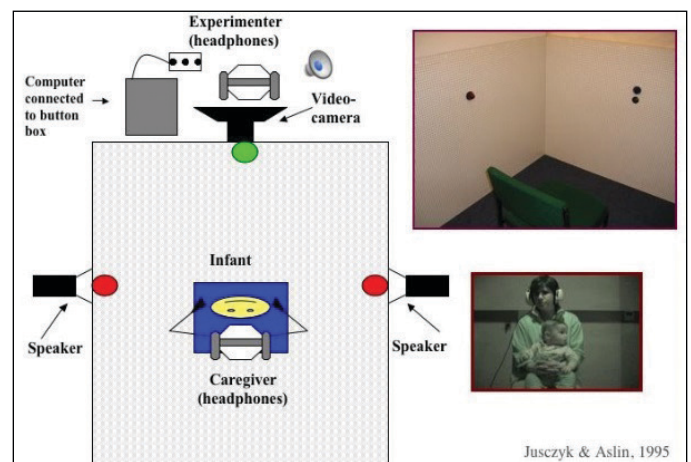 Experimenter
(headphones)
Computer
connected
to button
box
Video-
camera
Infant
Speaker
Speaker
Caregiver
(headphones)
Jusczyk & Aslin, 1995